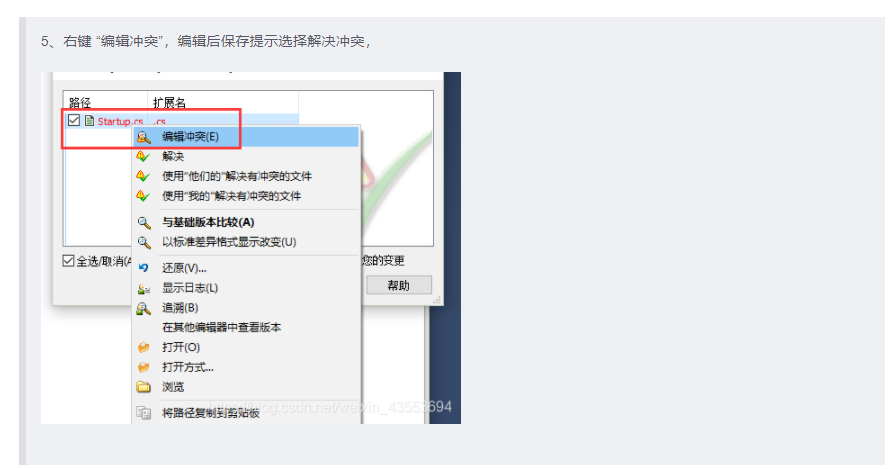 5、右键 “编辑冲突”，编辑后保存提示选择解决冲突，
路径 扩展名
Startup.cs .cs
编辑冲突(E)
解决
使用"他们的"解决有冲突的文件
使用"我的"解决有冲突的文件
与基础版本比较(A)
以标准差异格式显示改变(U)
全选/取消(A 您的变更
还原(V)...
显示日志(L) 帮助
追溯(B)
在其他编辑器中查看版本
打开(O)
打开方式...
浏览
将路径复制到剪贴板
https://blog.csdn.net/weixin_43553694